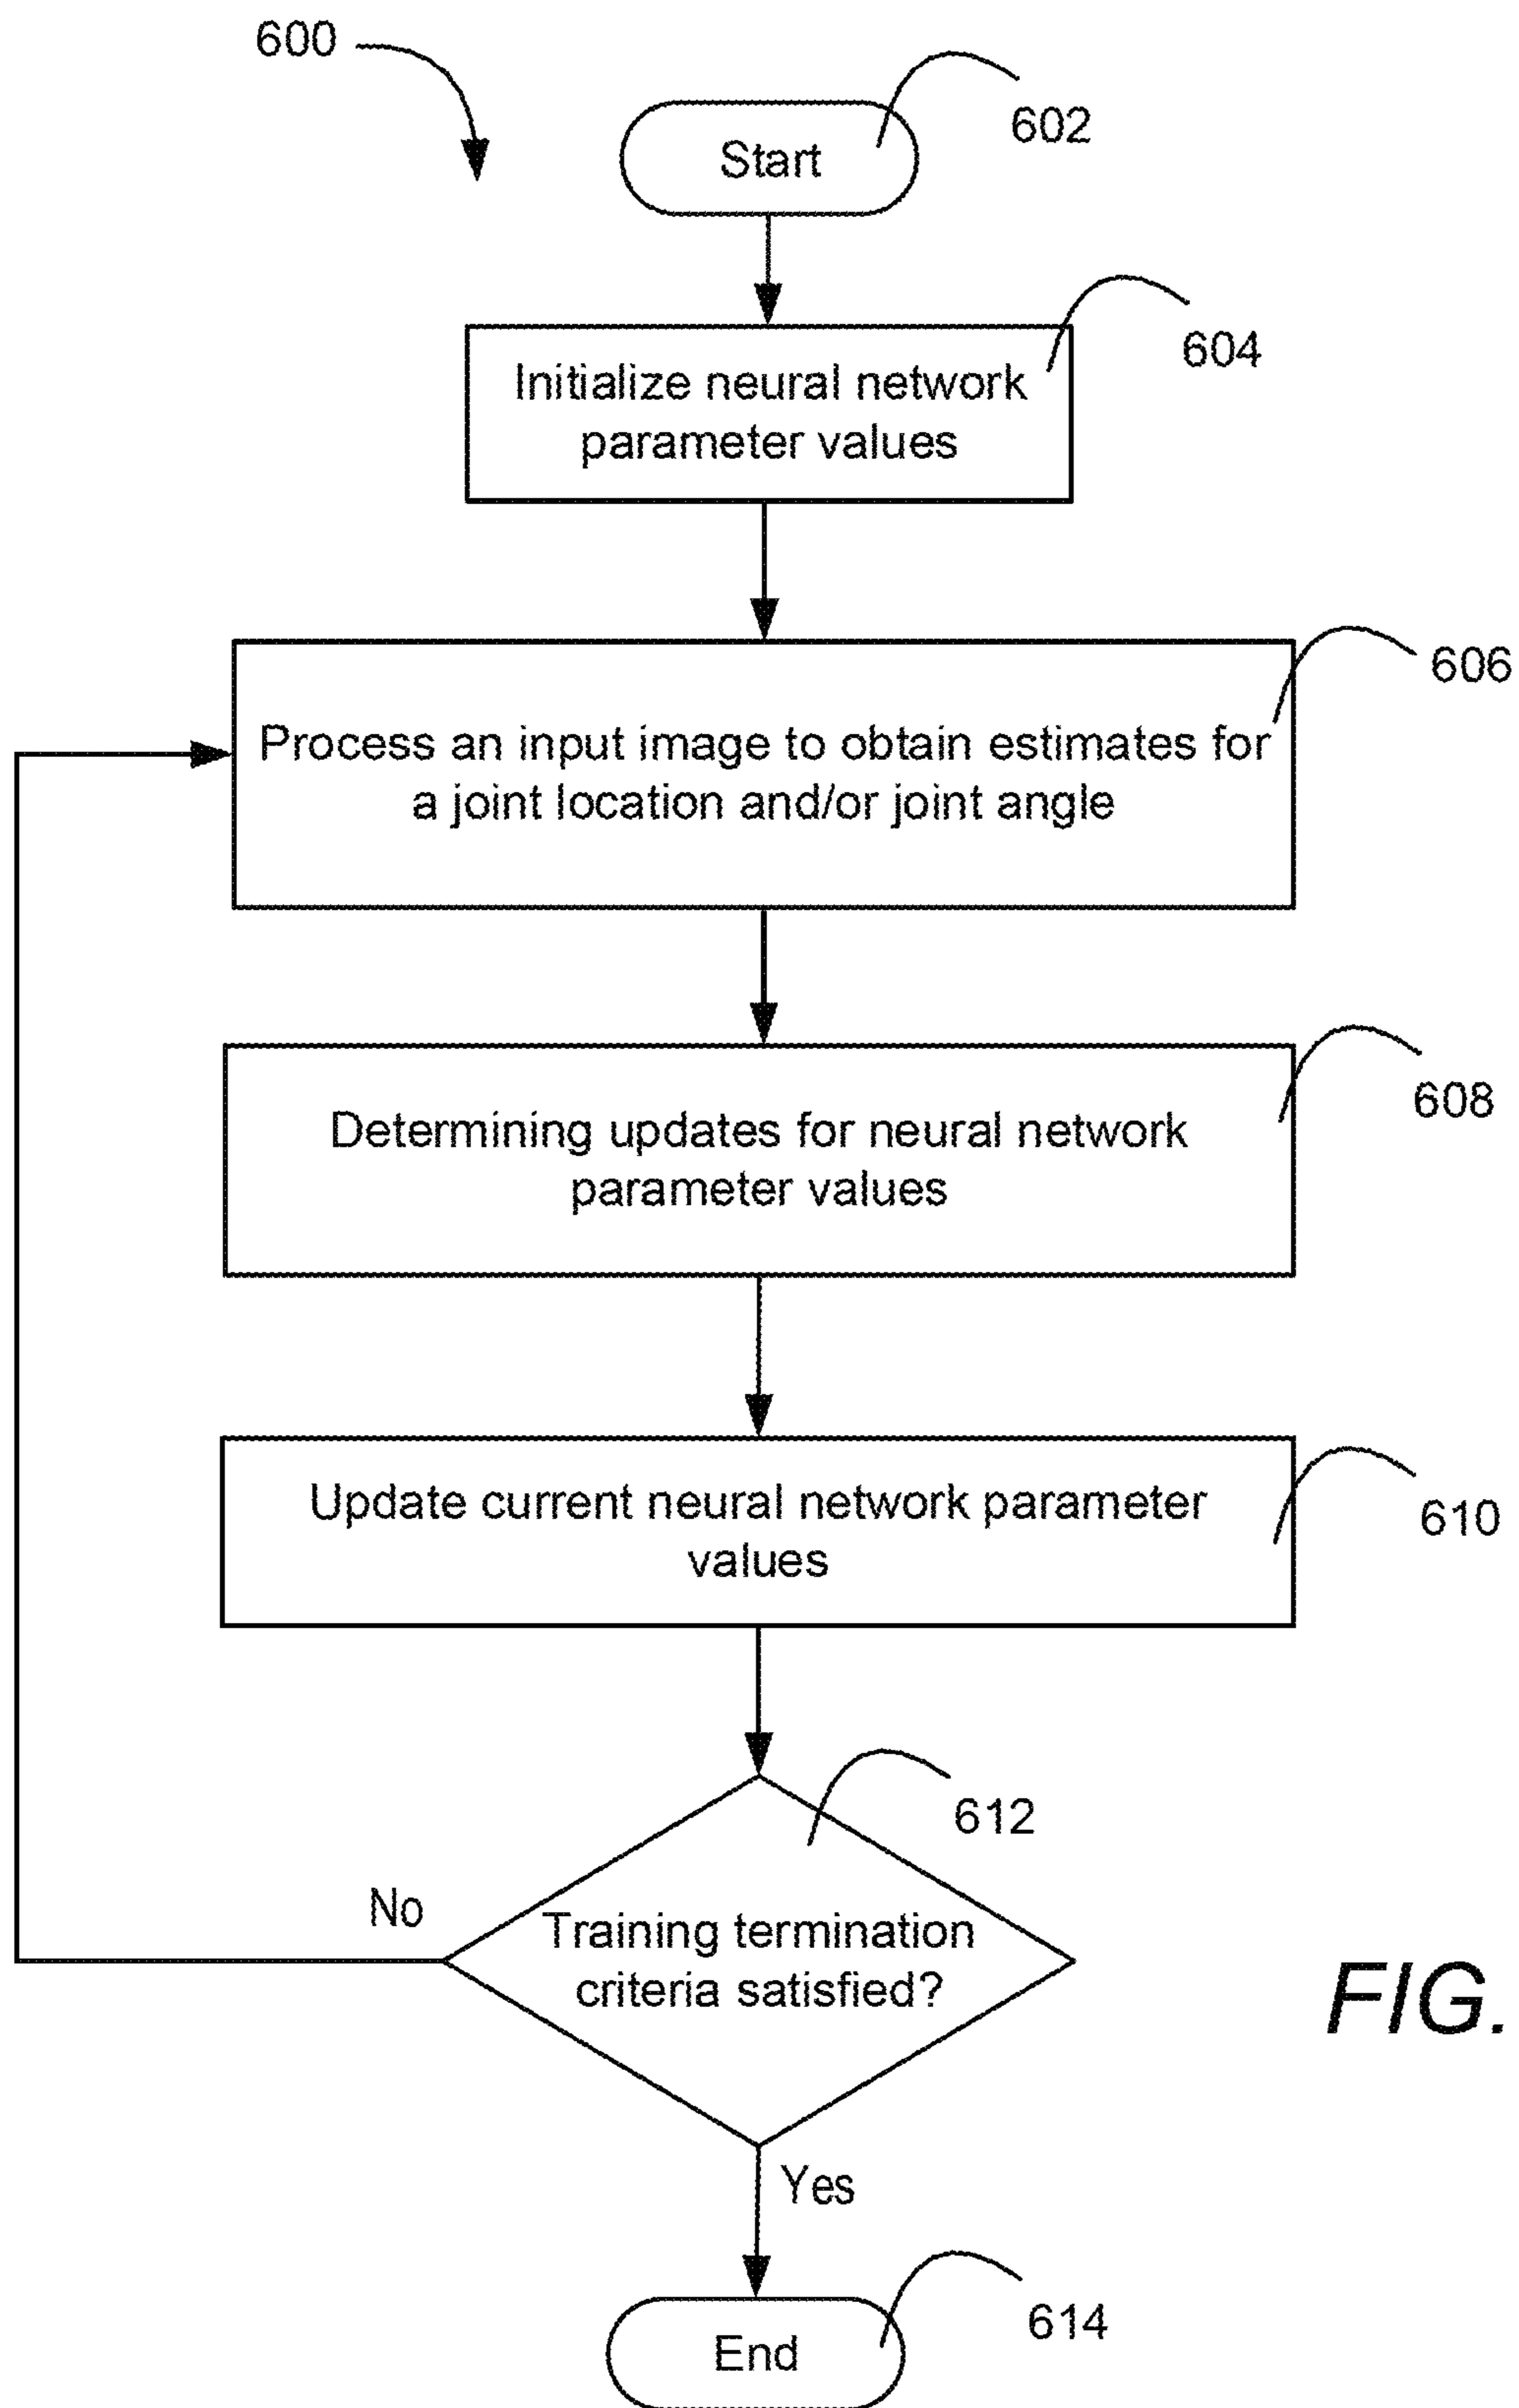 600
602
Start
604
Initialize neural network
parameter values
606
Process an input image to obtain estimates for
a joint location and/or joint angle
608
Determining updates for neural network
parameter values
610
Update current neural network parameter
values
612
No
Training termination
criteria satisfied?
FIG.
Yes
614
End